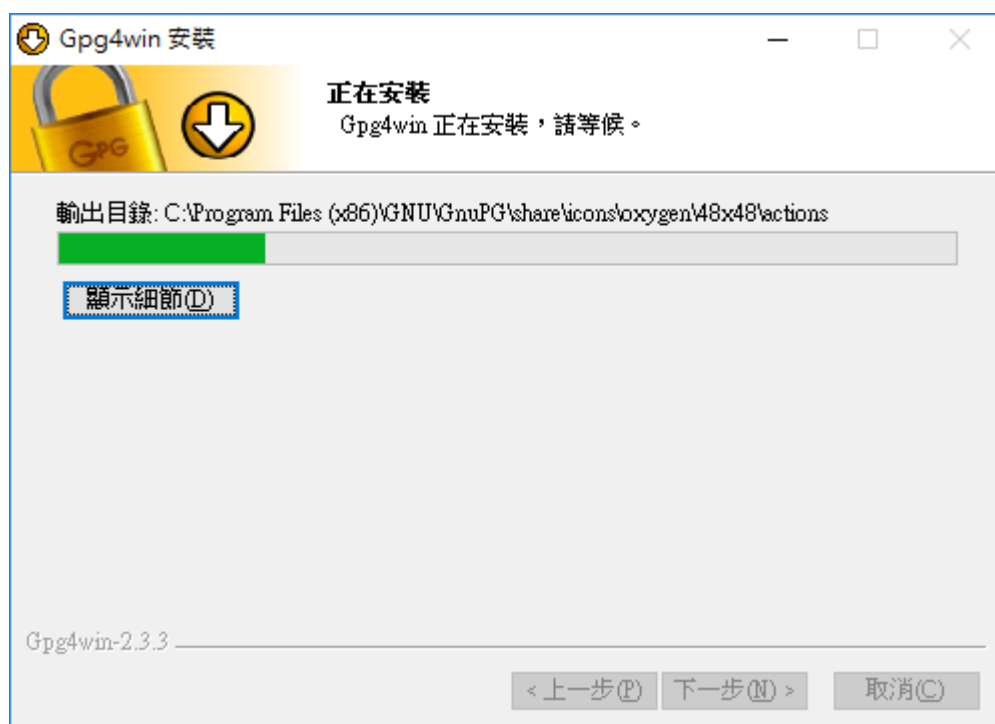 Gpg4win 安裝
正在安裝
Gpg4win 正在安裝，請等候。
GPG
輸出目錄: C:\Program Files (x86)\GNU\GnuPG\share\icons\oxygen\48x48\actions
顯示細節(D)
Gpg4win-2.3.3
< 上一步(P) 下一步(N) > 取消(C)